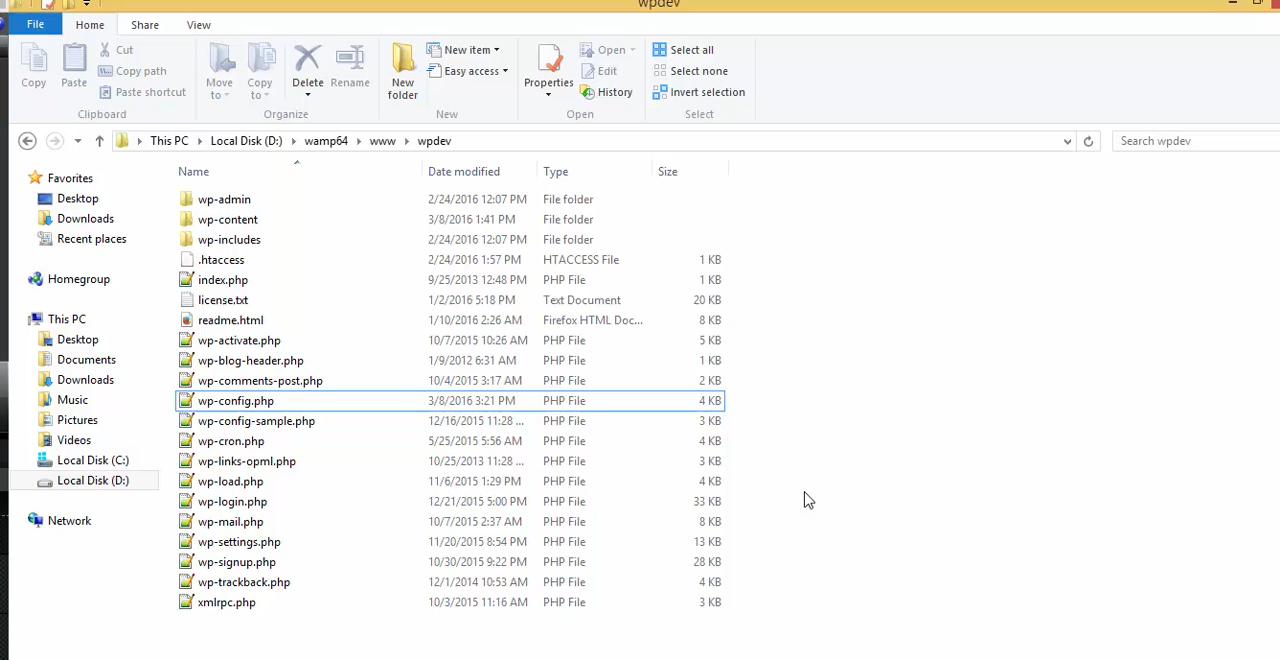 wpdev
File Home Share View
Copy Paste Cut Copy path Paste shortcut Move to Copy to Delete Rename New folder New item Easy access Properties Open Edit History Select all Select none Invert selection
Clipboard Organize New Open Select
This PC Local Disk (D:) wamp64 www wpdev Search wpdev
Favorites
Desktop
Downloads
Recent places
Homegroup
This PC
Desktop
Documents
Downloads
Music
Pictures
Videos
Local Disk (C:)
Local Disk (D:)
Network
Name Date modified Type Size
wp-admin 2/24/2016 12:07 PM File folder
wp-content 3/8/2016 1:41 PM File folder
wp-includes 2/24/2016 12:07 PM File folder
.htaccess 2/24/2016 1:57 PM HTACCESS File 1 KB
index.php 9/25/2013 12:48 PM PHP File 1 KB
license.txt 1/2/2016 5:18 PM Text Document 20 KB
readme.html 1/10/2016 2:26 AM Firefox HTML Doc... 8 KB
wp-activate.php 10/7/2015 10:26 AM PHP File 5 KB
wp-blog-header.php 1/9/2012 6:31 AM PHP File 1 KB
wp-comments-post.php 10/4/2015 3:17 AM PHP File 2 KB
wp-config.php 3/8/2016 3:21 PM PHP File 4 KB
wp-config-sample.php 12/16/2015 11:28 ... PHP File 3 KB
wp-cron.php 5/25/2015 5:56 AM PHP File 4 KB
wp-links-opml.php 10/25/2013 11:28 ... PHP File 3 KB
wp-load.php 11/6/2015 1:29 PM PHP File 4 KB
wp-login.php 12/21/2015 5:00 PM PHP File 33 KB
wp-mail.php 10/7/2015 2:37 AM PHP File 8 KB
wp-settings.php 11/20/2015 8:54 PM PHP File 13 KB
wp-signup.php 10/30/2015 9:22 PM PHP File 28 KB
wp-trackback.php 12/1/2014 10:53 AM PHP File 4 KB
xmlrpc.php 10/3/2015 11:16 AM PHP File 3 KB